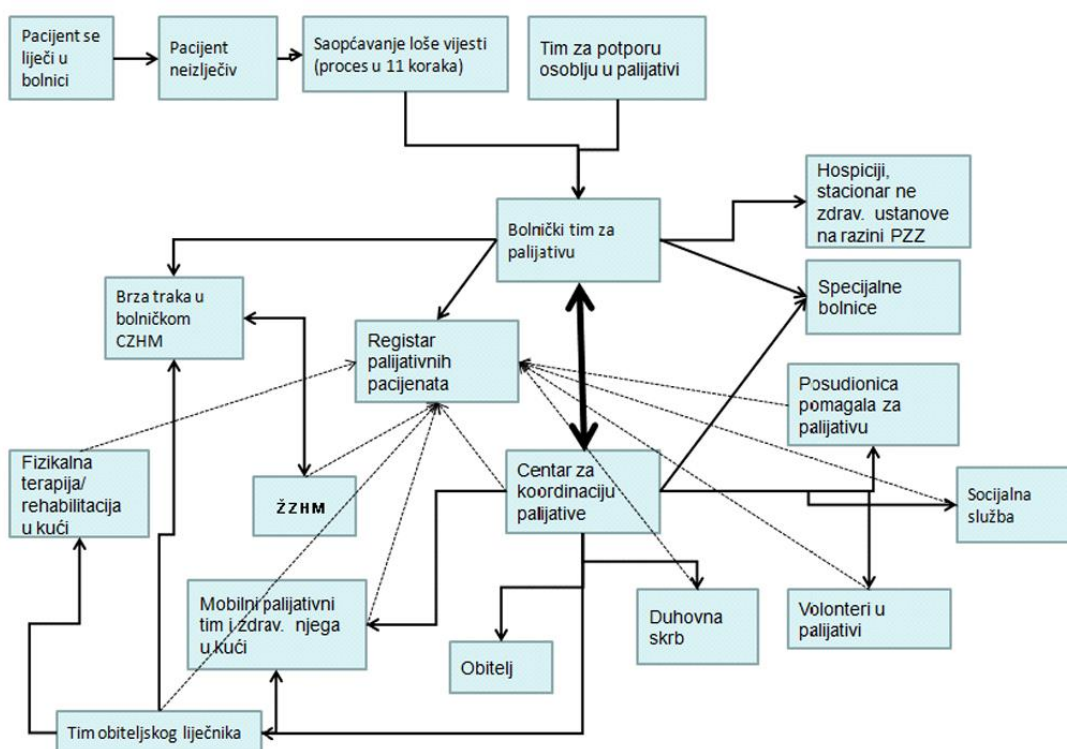 Pacijent se
liječi u
bolnici
Pacijent
neizlječiv
Saopćavanje loše vijesti
(proces u 11 koraka)
Tim za potporu
osoblju u palijativi
Bolnički tim za
palijativu
Hospiciji,
stacionar ne
zdrav. ustanove
na razini PZZ
Brza traka u
bolničkom
CZHM
Registar
palijativnih
pacijenata
Specijalne
bolnice
Posudionica
pomagala za
palijativu
Fizikalna
terapija/
rehabilitacija
u kući
ŽZHM
Centar za
koordinaciju
palijative
Socijalna
služba
Mobilni palijativni
tim i zdrav. njega
u kući
Obitelj
Duhovna
skrb
Volonteri u
palijativi
Tim obiteljskog liječnika